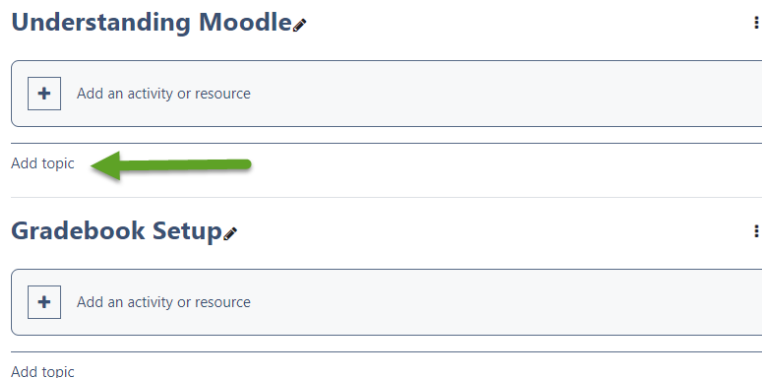 Understanding Moodle
Add an activity or resource
Add topic
Gradebook Setup
Add an activity or resource
Add topic